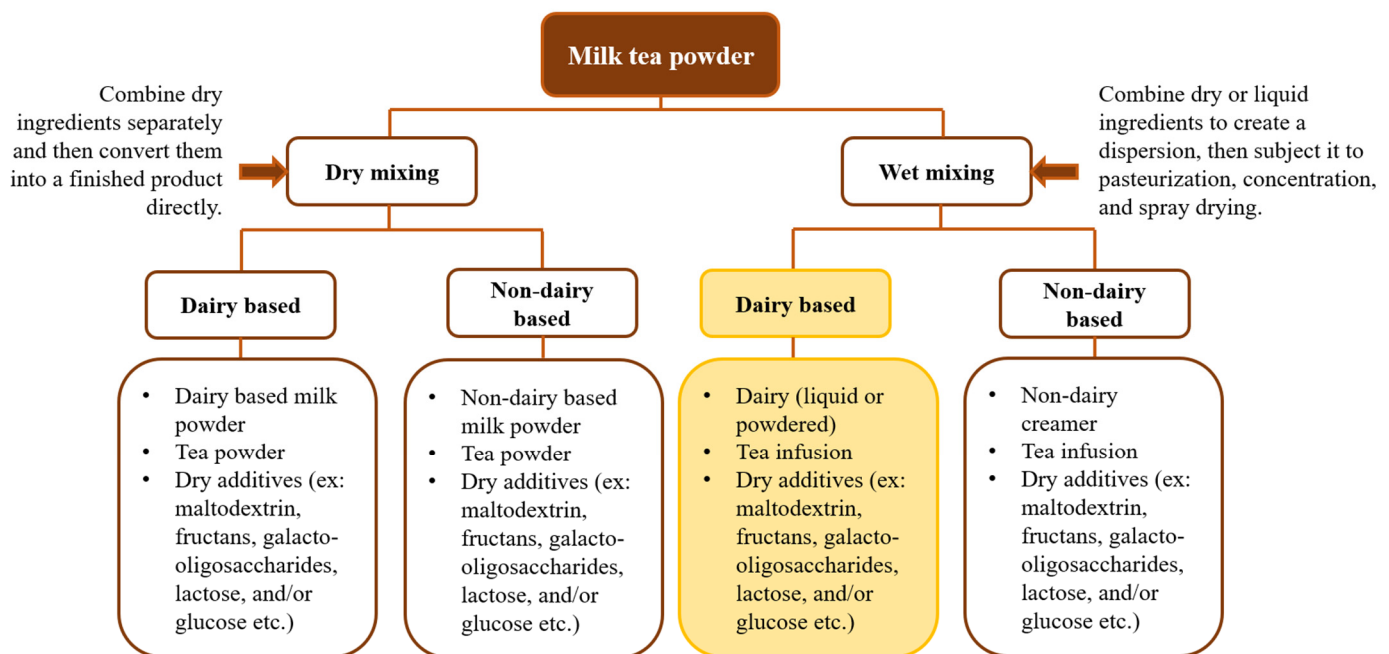 Milk tea powder
Combine dry
ingredients separately
and then convert them
into a finished product
directly.
Dry mixing
Wet mixing
Combine dry or liquid
ingredients to create a
dispersion, then subject it to
pasteurization, concentration,
and spray drying.
Dairy based
Non-dairy
based
Dairy based
Non-dairy
based
• Dairy based milk
powder
• Tea powder
• Dry additives (ex:
maltodextrin,
fructans, galacto-
oligosaccharides,
lactose, and/or
glucose etc.)
• Non-dairy based
milk powder
• Tea powder
• Dry additives (ex:
maltodextrin,
fructans, galacto-
oligosaccharides,
lactose, and/or
glucose etc.)
• Dairy (liquid or
powdered)
• Tea infusion
• Dry additives (ex:
maltodextrin,
fructans, galacto-
oligosaccharides,
lactose, and/or
glucose etc.)
• Non-dairy
creamer
• Tea infusion
• Dry additives (ex:
maltodextrin,
fructans, galacto-
oligosaccharides,
lactose, and/or
glucose etc.)